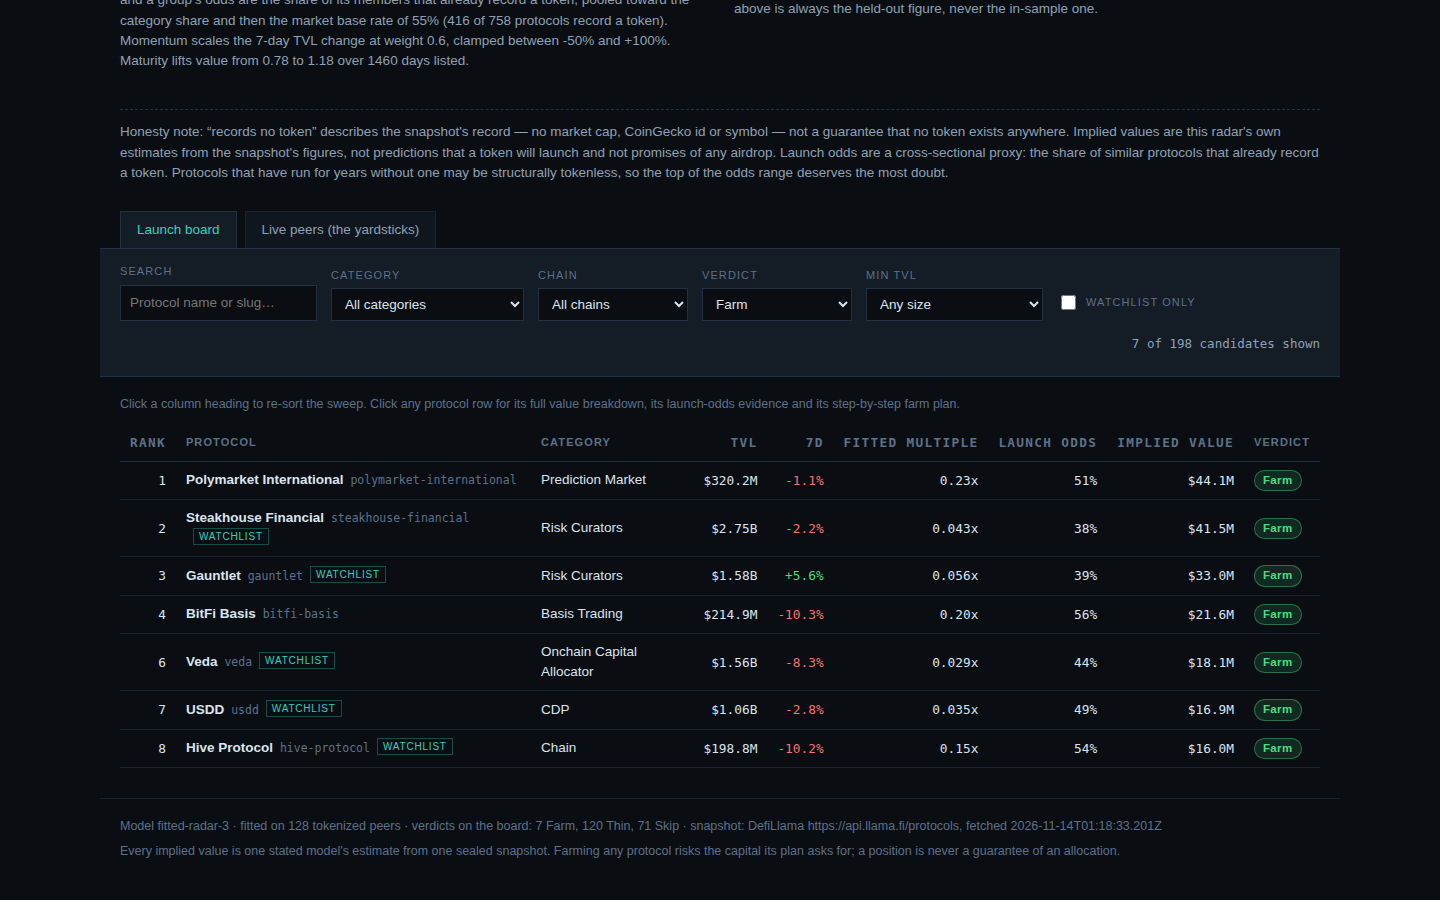 and a group's odds are the share of its members that already record a token, pooled toward the
category share and then the market base rate of 55% (416 of 758 protocols record a token).
Momentum scales the 7-day TVL change at weight 0.6, clamped between -50% and +100%.
Maturity lifts value from 0.78 to 1.18 over 1460 days listed.
above is always the held-out figure, never the in-sample one.
Honesty note: “records no token” describes the snapshot's record — no market cap, CoinGecko id or symbol — not a guarantee that no token exists anywhere. Implied values are this radar's own
estimates from the snapshot's figures, not predictions that a token will launch and not promises of any airdrop. Launch odds are a cross-sectional proxy: the share of similar protocols that already record
a token. Protocols that have run for years without one may be structurally tokenless, so the top of the odds range deserves the most doubt.
Launch board
Live peers (the yardsticks)
SEARCH
CATEGORY
CHAIN
VERDICT
MIN TVL
Protocol name or slug…
All categories
All chains
Farm
Any size
WATCHLIST ONLY
7 of 198 candidates shown
Click a column heading to re-sort the sweep. Click any protocol row for its full value breakdown, its launch-odds evidence and its step-by-step farm plan.
RANK PROTOCOL CATEGORY TVL 7D FITTED MULTIPLE LAUNCH ODDS IMPLIED VALUE VERDICT
1 Polymarket International polymarket-international Prediction Market $320.2M -1.1% 0.23x 51% $44.1M Farm
2 Steakhouse Financial steakhouse-financial WATCHLIST Risk Curators $2.75B -2.2% 0.043x 38% $41.5M Farm
3 Gauntlet gauntlet WATCHLIST Risk Curators $1.58B +5.6% 0.056x 39% $33.0M Farm
4 BitFi Basis bitfi-basis Basis Trading $214.9M -10.3% 0.20x 56% $21.6M Farm
6 Veda veda WATCHLIST Onchain Capital Allocator $1.56B -8.3% 0.029x 44% $18.1M Farm
7 USDD usdd WATCHLIST CDP $1.06B -2.8% 0.035x 49% $16.9M Farm
8 Hive Protocol hive-protocol WATCHLIST Chain $198.8M -10.2% 0.15x 54% $16.0M Farm
Model fitted-radar-3 · fitted on 128 tokenized peers · verdicts on the board: 7 Farm, 120 Thin, 71 Skip · snapshot: DefiLlama https://api.llama.fi/protocols, fetched 2026-11-14T01:18:33.201Z
Every implied value is one stated model's estimate from one sealed snapshot. Farming any protocol risks the capital its plan asks for; a position is never a guarantee of an allocation.